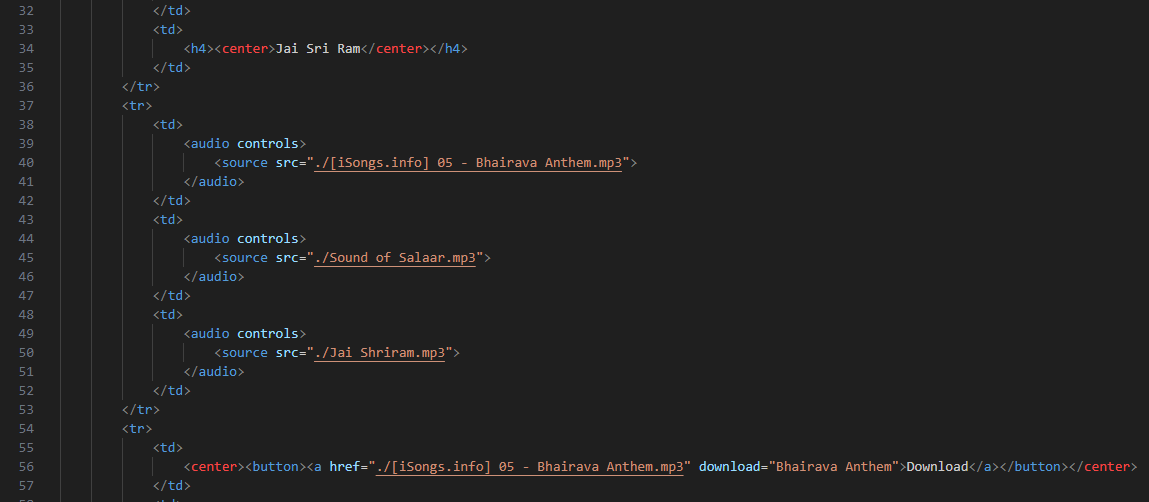 32 </td>
33 <td>
34 <h4><center>Jai Sri Ram</center></h4>
35 </td>
36 </tr>
37 <tr>
38 <td>
39 <audio controls>
40 <source src="./[iSongs.info] 05 - Bhairava Anthem.mp3">
41 </audio>
42 </td>
43 <td>
44 <audio controls>
45 <source src="./Sound of Salaar.mp3">
46 </audio>
47 </td>
48 <td>
49 <audio controls>
50 <source src="./Jai Shriram.mp3">
51 </audio>
52 </td>
53 </tr>
54 <tr>
55 <td>
56 <center><button><a href="./[iSongs.info] 05 - Bhairava Anthem.mp3" download="Bhairava Anthem">Download</a></button></center>
57 </td>